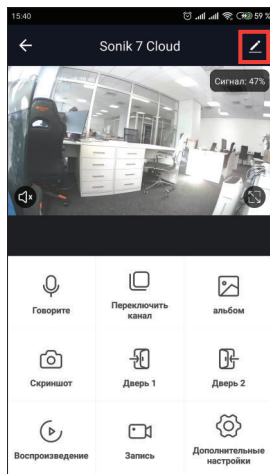 15:40
59 %
Sonik 7 Cloud
Сигнал: 47%
Говорите
Переключить
канал
альбом
Скриншот
Дверь 1
Дверь 2
Воспроизведение
Запись
Дополнительные
настройки